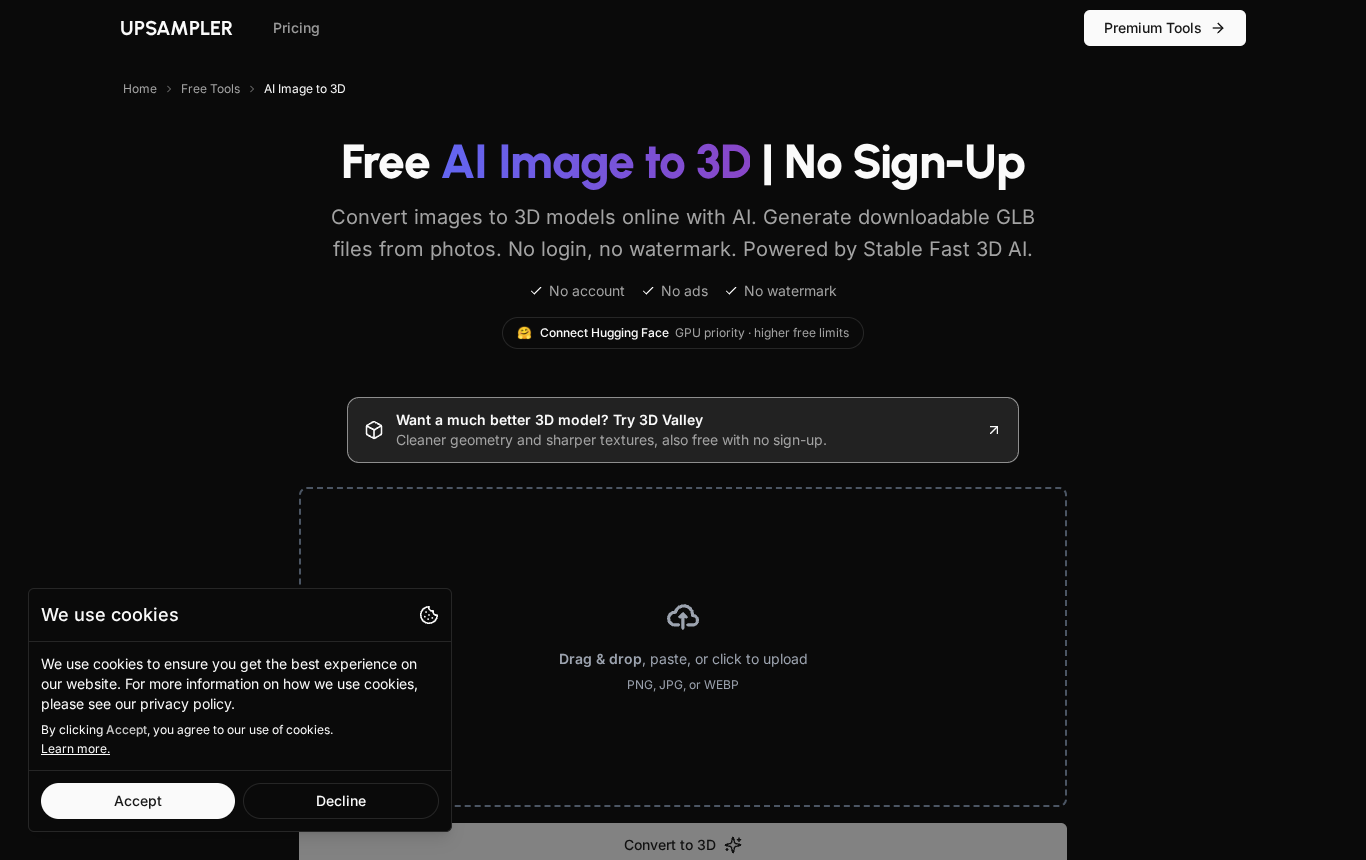 UPSAMPLER
Pricing
Premium Tools
Home
Free Tools
AI Image to 3D
Free AI Image to 3D | No Sign-Up
Convert images to 3D models online with AI. Generate downloadable GLB
files from photos. No login, no watermark. Powered by Stable Fast 3D AI.
No account
No ads
No watermark
Connect Hugging Face GPU priority · higher free limits
Want a much better 3D model? Try 3D Valley
Cleaner geometry and sharper textures, also free with no sign-up.
Drag & drop, paste, or click to upload
PNG, JPG, or WEBP
Convert to 3D
We use cookies
We use cookies to ensure you get the best experience on
our website. For more information on how we use cookies,
please see our privacy policy.
By clicking Accept, you agree to our use of cookies.
Learn more.
Accept
Decline